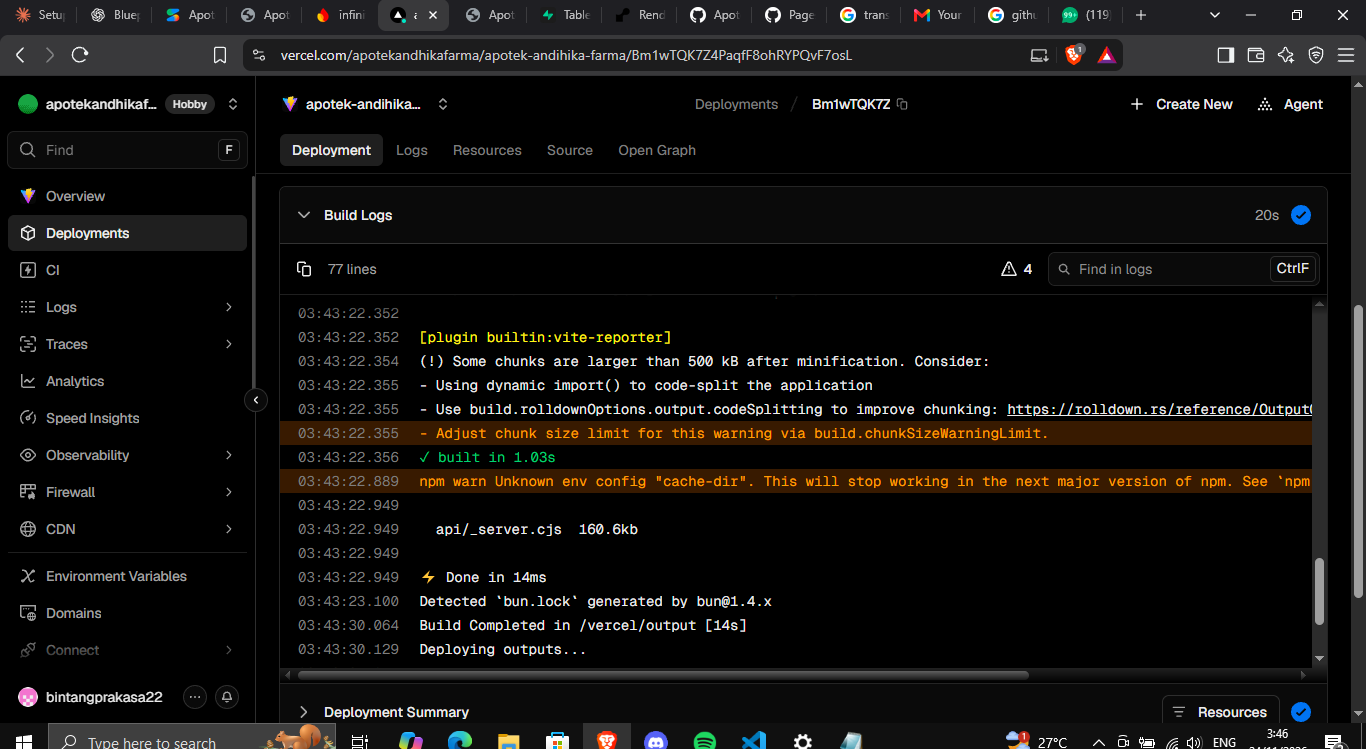 Setup
Bluep
Apot
Apot
infini
a
Apot
Table
Rend
Apot
Page
trans
Your
githu
(119)
vercel.com/apotekandhikafarma/apotek-andihika-farma/Bm1wTQK7Z4PaqfF8ohRYPQvF7osL
1
apotekandhikaf... Hobby
apotek-andihika...
Deployments / Bm1wTQK7Z
Create New
Agent
Find F
Deployment Logs Resources Source Open Graph
Overview
Deployments
CI
Logs
Traces
Analytics
Speed Insights
Observability
Firewall
CDN
Environment Variables
Domains
Connect
bintangprakasa22
Build Logs 20s
77 lines 4 Find in logs CtrlF
03:43:22.352
03:43:22.352 [plugin builtin:vite-reporter]
03:43:22.354 (!) Some chunks are larger than 500 kB after minification. Consider:
03:43:22.355 - Using dynamic import() to code-split the application
03:43:22.355 - Use build.rolldownOptions.output.codeSplitting to improve chunking: https://rolldown.rs/reference/Output
03:43:22.355 - Adjust chunk size limit for this warning via build.chunkSizeWarningLimit.
03:43:22.356 ✓ built in 1.03s
03:43:22.889 npm warn Unknown env config "cache-dir". This will stop working in the next major version of npm. See `npm
03:43:22.949
03:43:22.949 api/_server.cjs 160.6kb
03:43:22.949
03:43:22.949 ⚡ Done in 14ms
03:43:23.100 Detected `bun.lock` generated by bun@1.4.x
03:43:30.064 Build Completed in /vercel/output [14s]
03:43:30.129 Deploying outputs...
Deployment Summary Resources
Type here to search
1
27°C
ENG
3:46